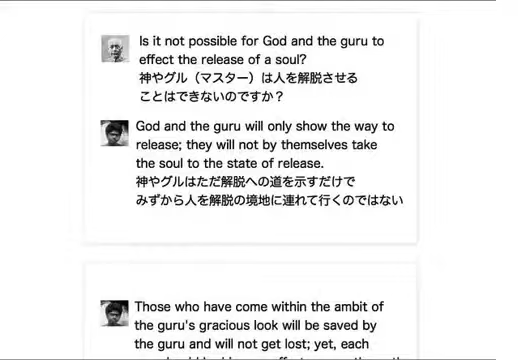 Is it not possible for God and the guru to
effect the release of a soul?
神やグル（マスター）は人を解脱させる
ことはできないのですか？
God and the guru will only show the way to
release; they will not by themselves take
the soul to the state of release.
神やグルはただ解脱への道を示すだけで
みずから人を解脱の境地に連れて行くのではない
Those who have come within the ambit of
the guru's gracious look will be saved by
the guru and will not get lost; yet, each